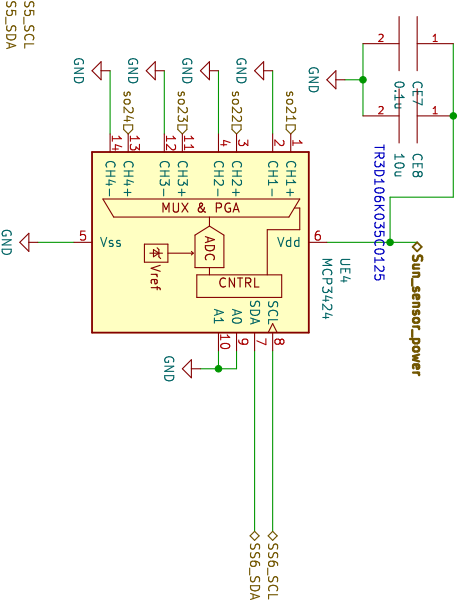 SS5_SCL
SS5_SDA
GND
so24
14
13
CH4-
CH4+
GND
so23
12
11
CH3-
CH3+
GND
so22
4
3
CH2-
CH2+
GND
so21
2
1
CH1-
CH1+
GND
2
1
0.1u
CE7
2
1
10u
CE8
TR3D106K035C0125
MUX & PGA
ADC
Vref
CNTRL
5
Vss
GND
Vdd
6
UE4
MCP3424
Sun_sensor_power
A1
A0
SDA
SCL
10
9
7
8
GND
SS6_SDA
SS6_SCL